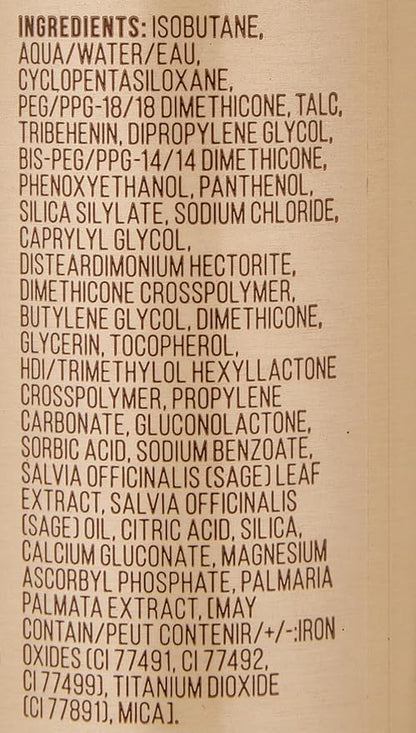 INGREDIENTS: ISOBUTANE,
AQUA/WATER/EAU,
CYCLOPENTASILOXANE,
PEG/PPG-18/18 DIMETHICONE, TALC,
TRIBEHENIN, DIPROPYLENE GLYCOL,
BIS-PEG/PPG-14/14 DIMETHICONE,
PHENOXYETHANOL, PANTHENOL,
SILICA SILYLATE, SODIUM CHLORIDE,
CAPRYLYL GLYCOL,
DISTEARDIMONIUM HECTORITE,
DIMETHICONE CROSSPOLYMER,
BUTYLENE GLYCOL, DIMETHICONE,
GLYCERIN, TOCOPHEROL,
HDI/TRIMETHYLOL HEXYLLACTONE
CROSSPOLYMER, PROPYLENE
CARBONATE, GLUCONOLACTONE,
SORBIC ACID, SODIUM BENZOATE,
SALVIA OFFICINALIS (SAGE) LEAF
EXTRACT, SALVIA OFFICINALIS
(SAGE) OIL, CITRIC ACID, SILICA,
CALCIUM GLUCONATE, MAGNESIUM
ASCORBYL PHOSPHATE, PALMARIA
PALMATA EXTRACT, [MAY
CONTAIN/PEUT CONTENIR/+/-:IRON
OXIDES (CI 77491, CI 77492,
CI 77499), TITANIUM DIOXIDE
(CI 77891), MICA].